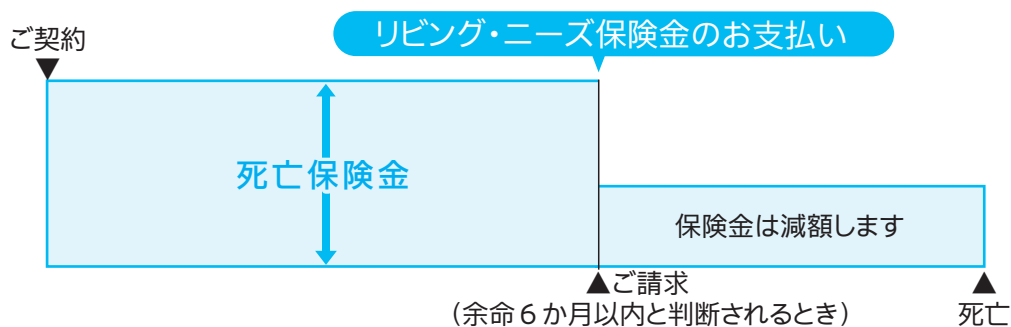 ご契約
リビング・ニーズ保険金のお支払い
▼
死亡保険金
保険金は減額します
▲ご請求
(余命6か月以内と判断されるとき)
▲
死亡